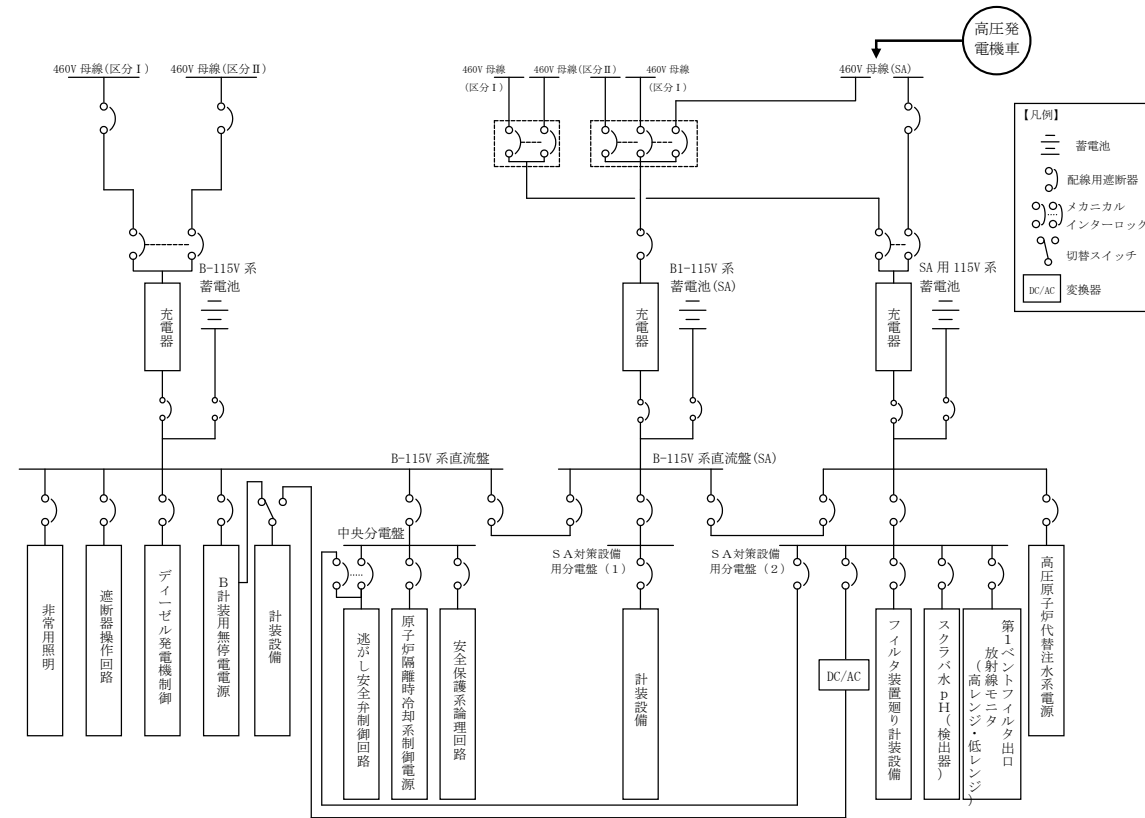 高圧発
電機車
460V 母線(区分Ⅰ)
460V 母線(区分Ⅱ)
460V 母線
(区分Ⅰ)
460V 母線(区分Ⅱ)
460V 母線
(区分Ⅰ)
460V 母線(SA)
【凡例】
蓄電池
配線用遮断器
メカニカル
インターロック
切替スイッチ
DC/AC
変換器
B-115V 系
蓄電池
充電器
B1-115V 系
蓄電池(SA)
充電器
SA 用 115V 系
蓄電池
充電器
B-115V 系直流盤
B-115V 系直流盤(SA)
中央分電盤
SA対策設備
用分電盤（1）
SA対策設備
用分電盤（2）
非常用照明
遮断器操作回路
ディーゼル発電機制御
B計装用無停電電源
計装設備
逃がし安全弁制御回路
原子炉隔離時冷却系制御電源
安全保護系論理回路
計装設備
DC/AC
フィルタ装置廻り計装設備
スクラバ水pH（検出器）
第1ベントフィルタ出口
放射線モニタ
（高レンジ・低レンジ）
高圧原子炉代替注水系電源